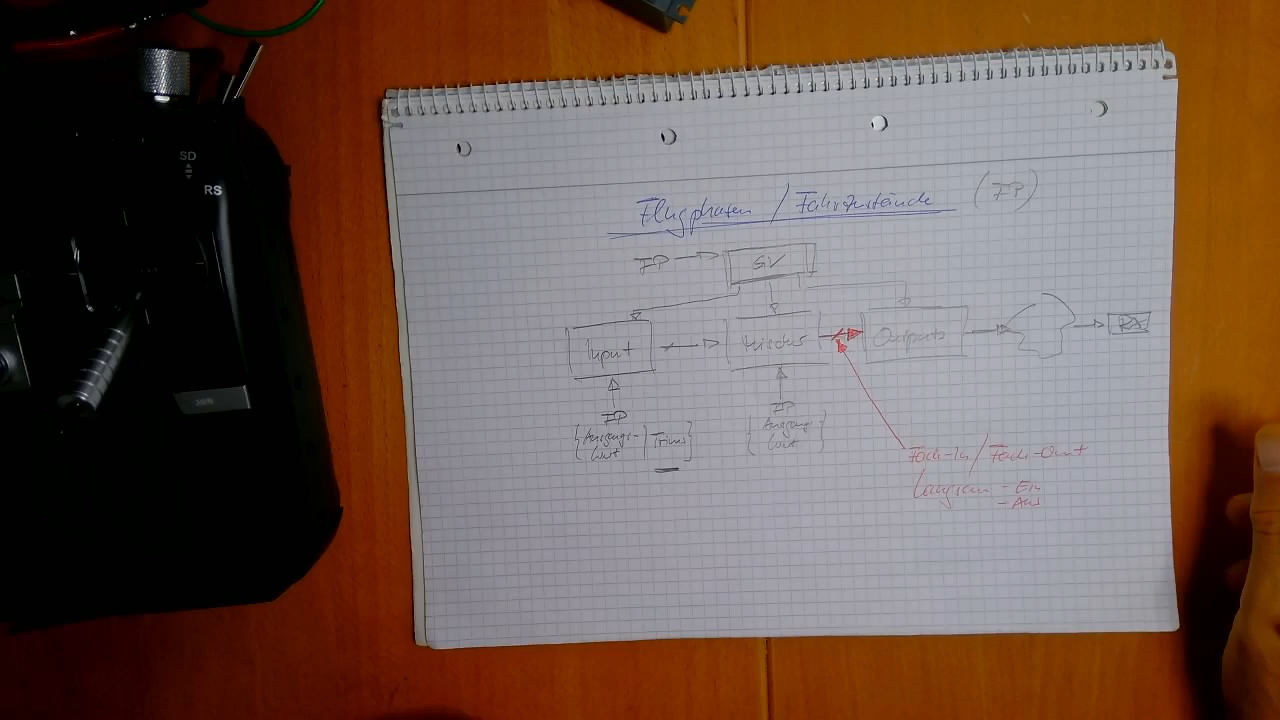 SD
RS
Flugphasen / Fahrzustände (FP)
FP
GV
Input
Mischer
Outputs
RX
FP
{Ausgangs- | Trim}
wert
FP
{Ausgangs
wert}
Fade-In / Fade-Out
Langsam - Ein
- Aus